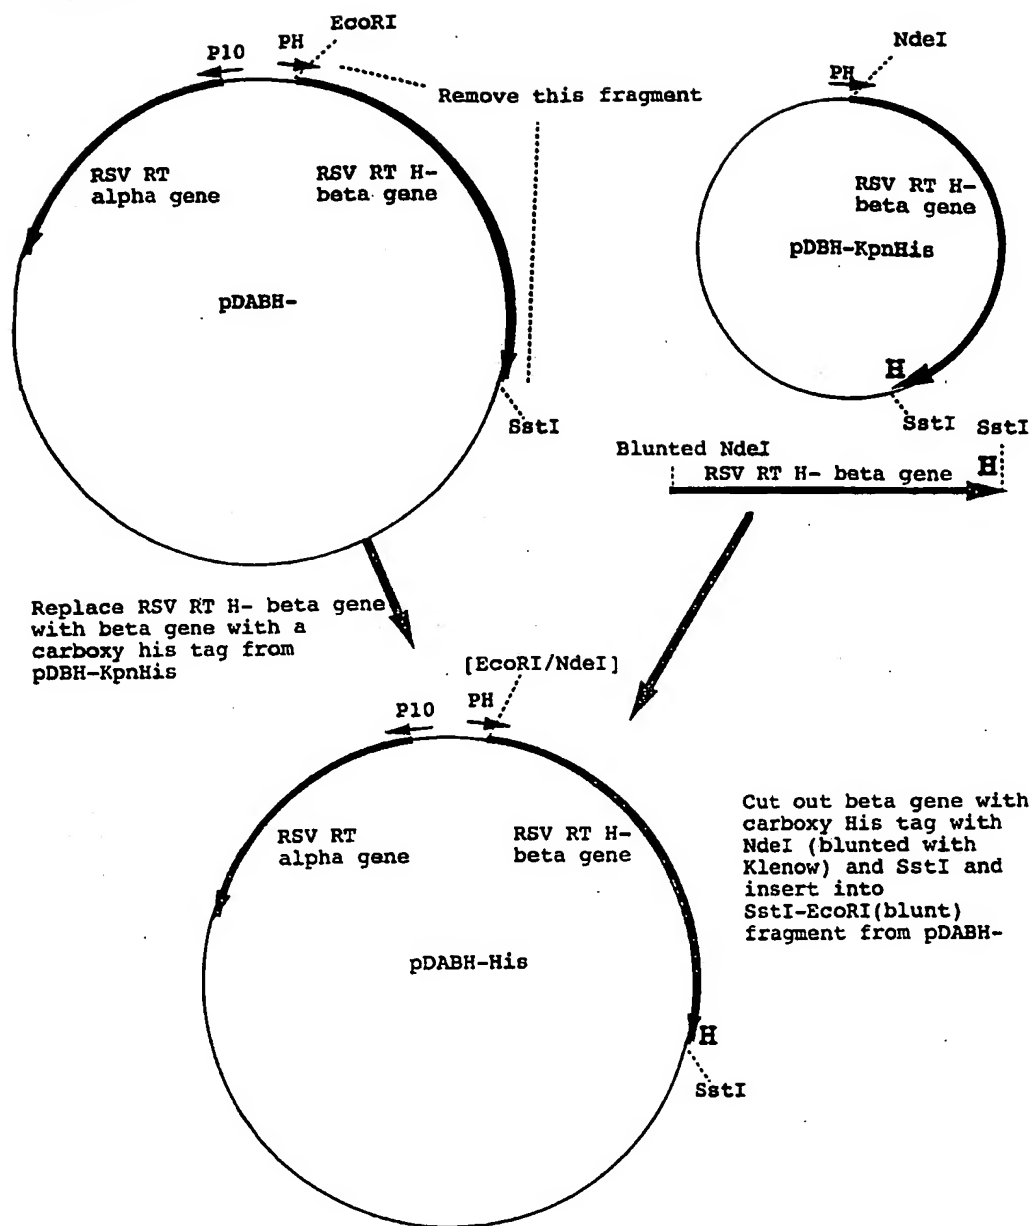 EcoRI
P10
PH
Remove this fragment
RSV RT
alpha gene
RSV RT H-
beta gene
pDABH-
SstI
NdeI
PH
RSV RT H-
beta gene
pDBH-KpnHis
H
SstI
SstI
Blunted NdeI
RSV RT H- beta gene
H
Replace RSV RT H- beta gene
with beta gene with a
carboxy his tag from
pDBH-KpnHis
[EcoRI/NdeI]
P10
PH
RSV RT
alpha gene
RSV RT H-
beta gene
pDABH-His
H
SstI
Cut out beta gene with
carboxy His tag with
NdeI (blunted with
Klenow) and SstI and
insert into
SstI-EcoRI(blunt)
fragment from pDABH-